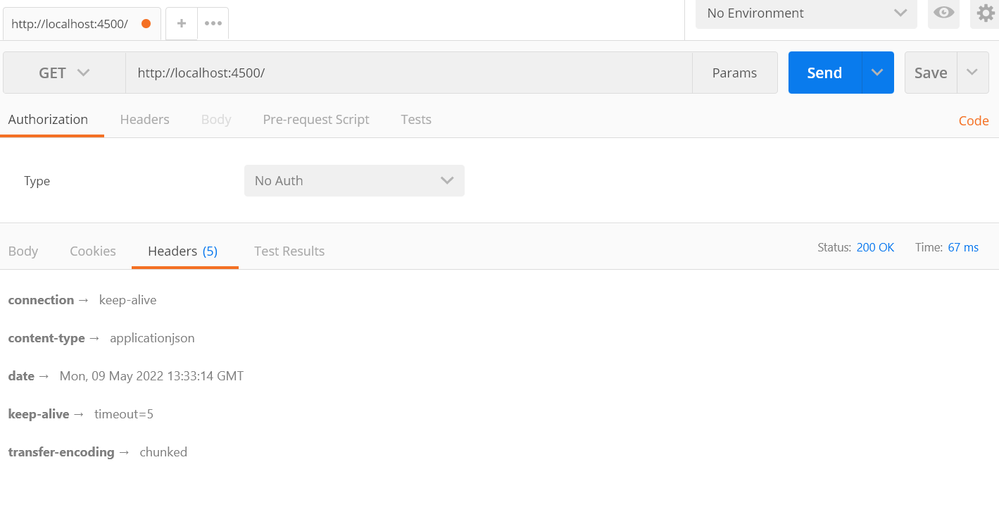 http://localhost:4500/ + ••• No Environment
GET http://localhost:4500/ Params Send Save
Authorization Headers Body Pre-request Script Tests Code
Type No Auth
Body Cookies Headers (5) Test Results Status: 200 OK Time: 67 ms
connection → keep-alive
content-type → applicationjson
date → Mon, 09 May 2022 13:33:14 GMT
keep-alive → timeout=5
transfer-encoding → chunked